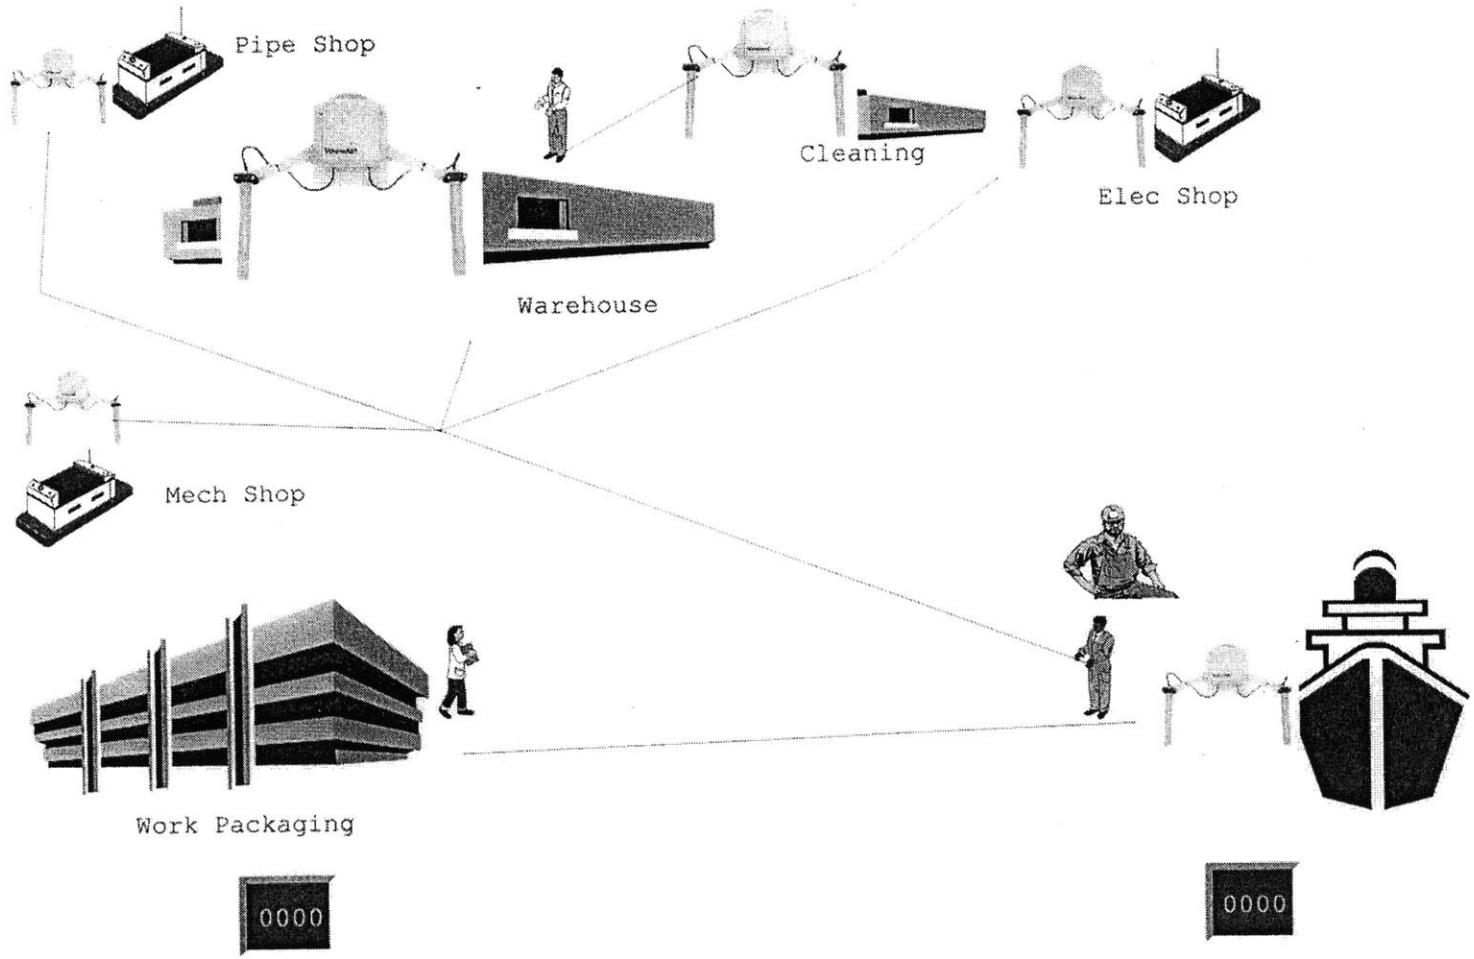 Pipe Shop
Cleaning
Elec Shop
Warehouse
Mech Shop
Work Packaging
0000
0000